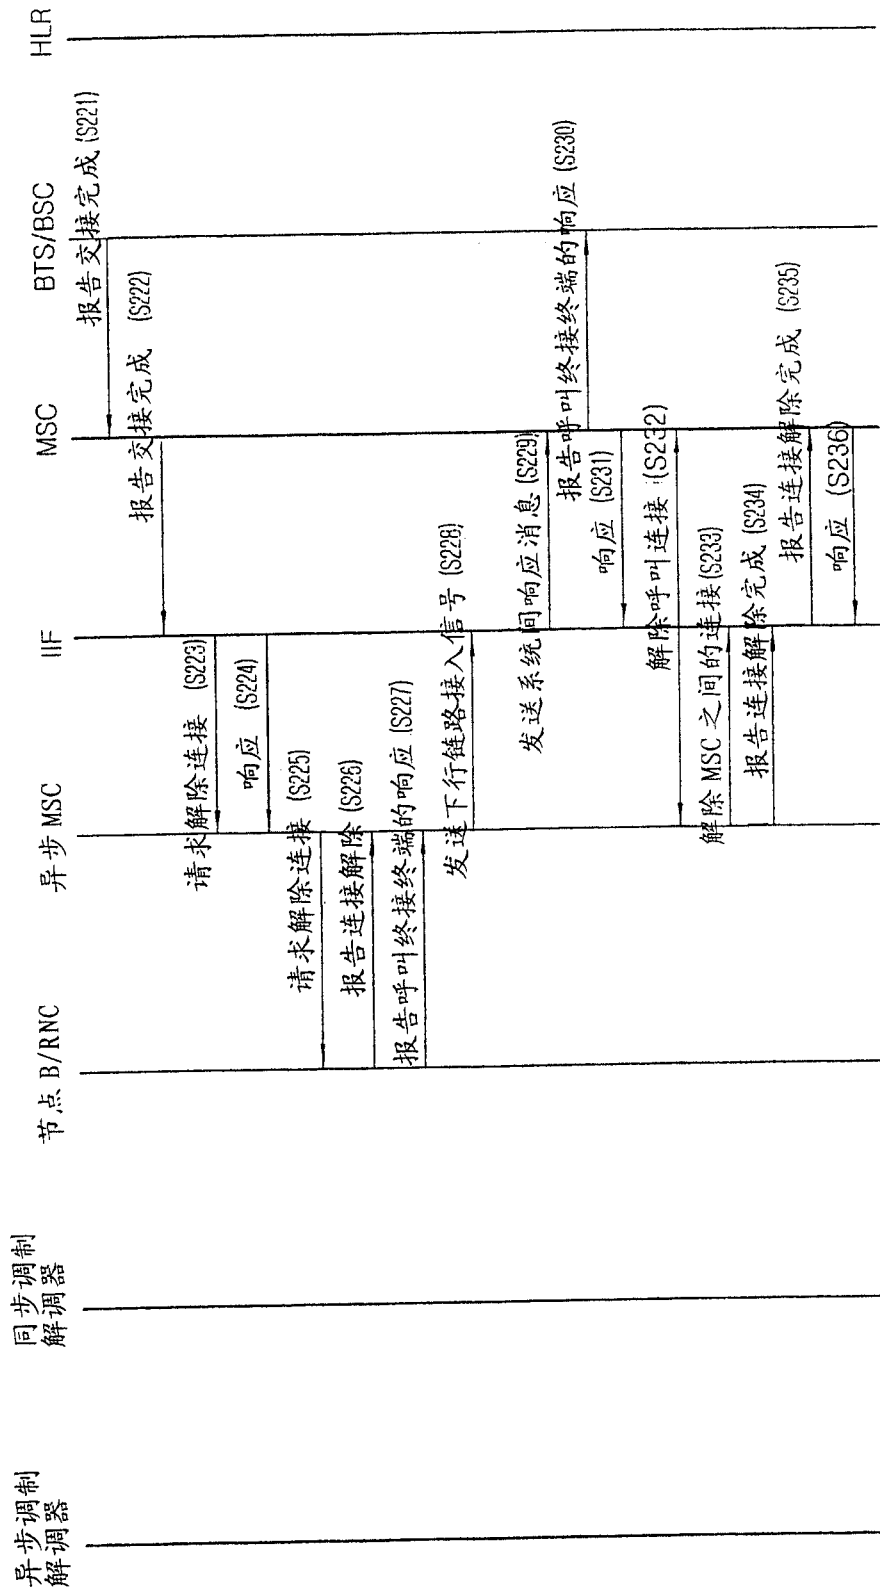 异步调制
解调器
同步调制
解调器
节点 B/RNC
异步 MSC
IIF
MSC
BTS/BSC
HLR
报告交接完成 (S221)
报告交接完成 (S222)
请求解除连接 (S223)
响应 (S224)
请求解除连接 (S225)
报告连接解除 (S226)
报告呼叫终接终端的响应 (S227)
发送下行链路接入信号 (S228)
发送系统间响应消息 (S229)
报告呼叫终接终端的响应 (S230)
响应 (S231)
解除呼叫连接 (S232)
解除 MSC 之间的连接 (S233)
报告连接解除完成 (S234)
报告连接解除完成 (S235)
响应 (S236)